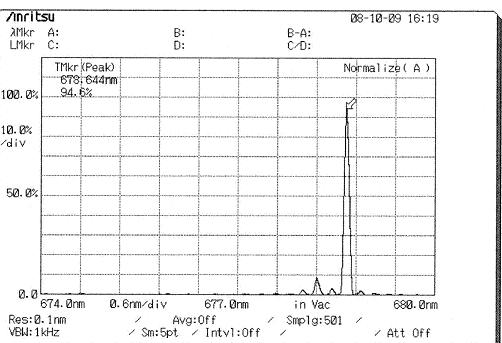 Anritsu 08-10-09 16:19
λMkr A: B: B-A:
LMkr C: D: C/D:
TMkr(Peak) Normalize(A)
678.644nm
94.6%
100.0%
10.0%
/div
50.0%
0.0
674.0nm 0.6nm/div 677.0nm in Vac 680.0nm
Res:0.1nm / Avg:Off / Smplg:501 /
VBW:1kHz / Sm:5pt / Intvl:Off / / Att Off